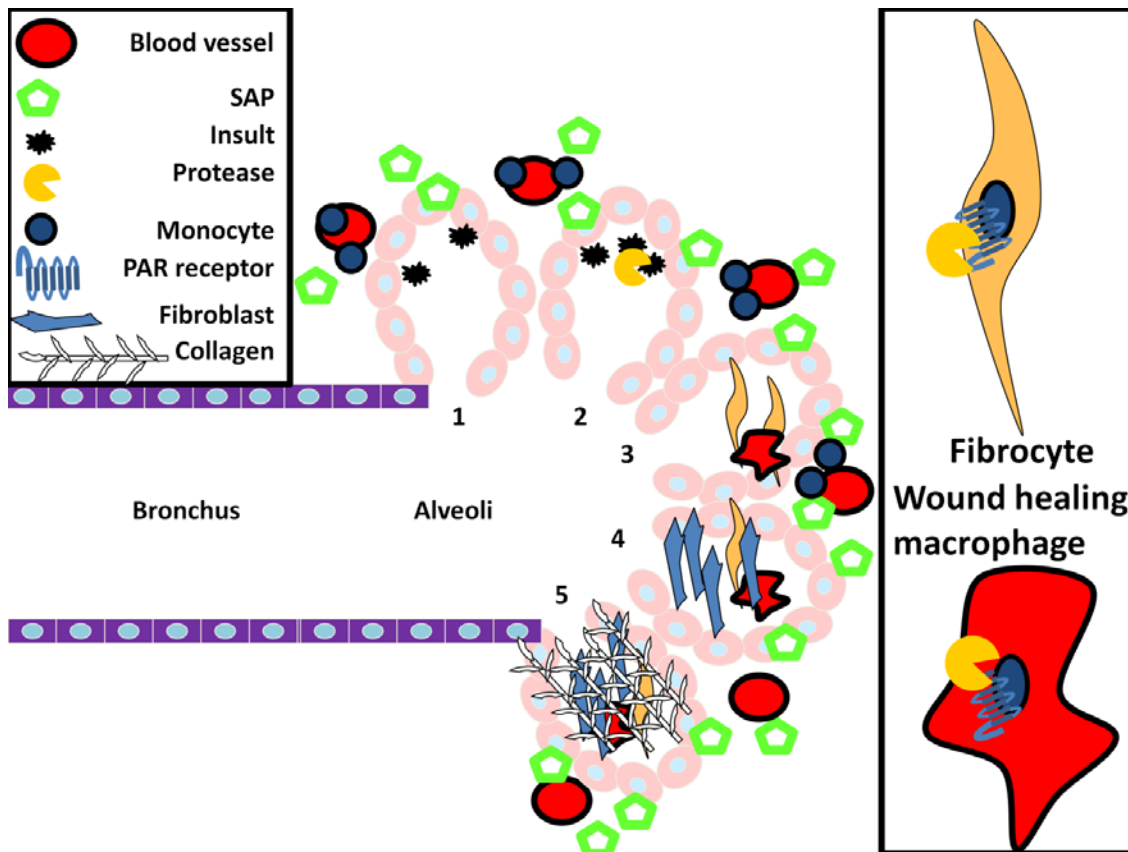 Blood vessel
SAP
Insult
Protease
Monocyte
PAR receptor
Fibroblast
Collagen
1
2
3
4
5
Bronchus
Alveoli
Fibrocyte
Wound healing
macrophage